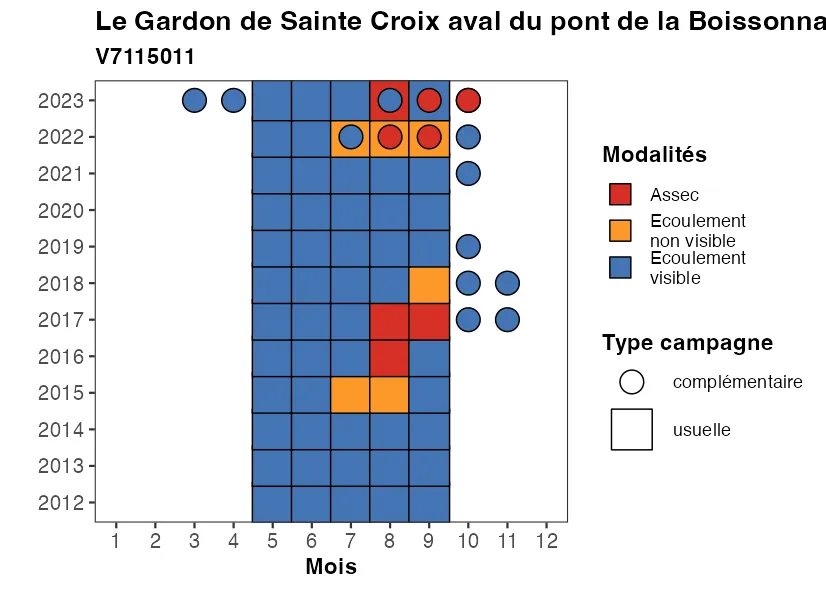 Le Gardon de Sainte Croix aval du pont de la Boissonna
V7115011
2023
2022
2021
2020
2019
2018
2017
2016
2015
2014
2013
2012
1 2 3 4 5 6 7 8 9 10 11 12
Mois
Modalités
Assec
Ecoulement
non visible
Ecoulement
visible
Type campagne
complémentaire
usuelle